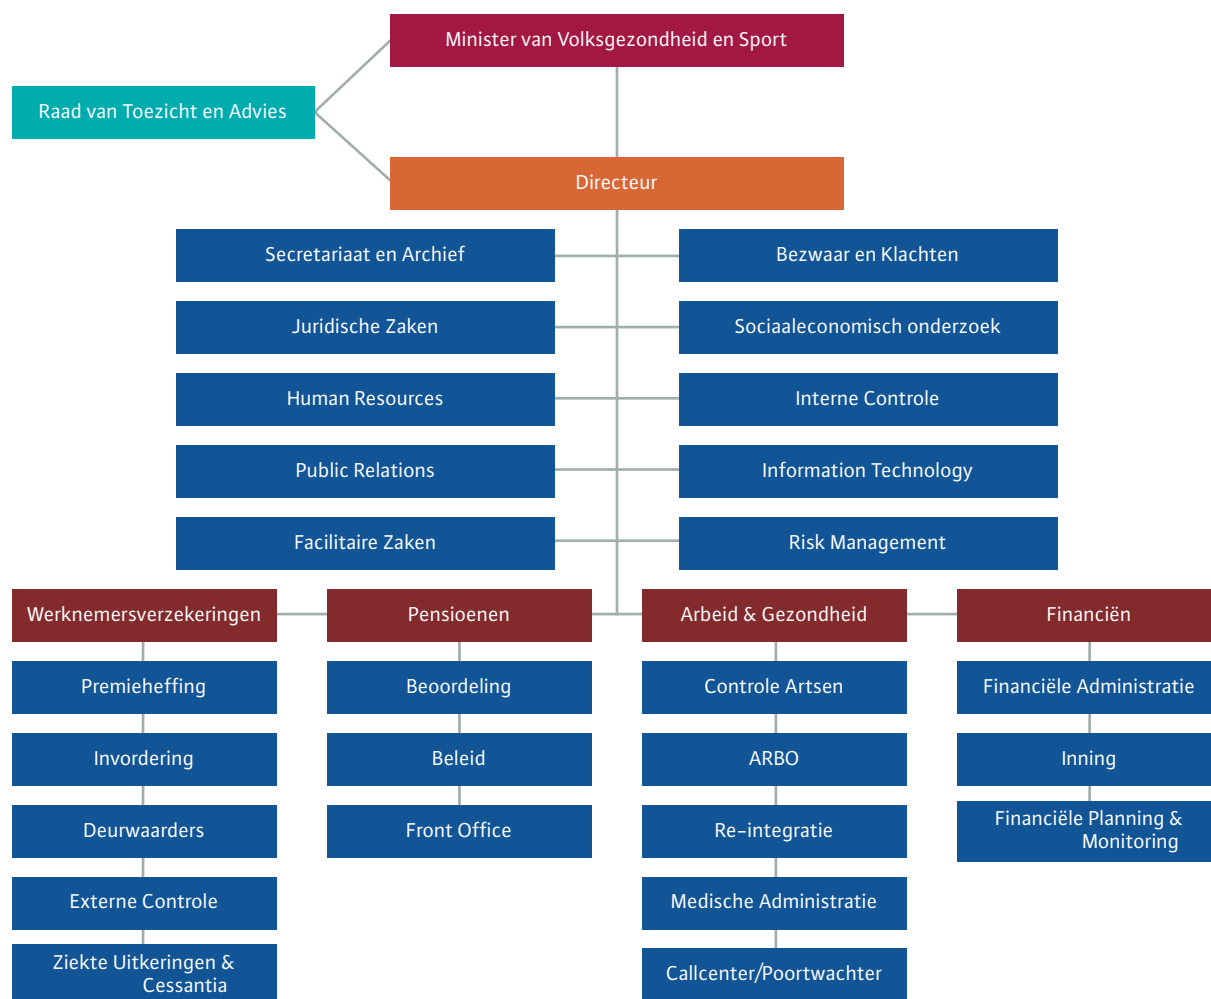 Minister van Volksgezondheid en Sport
Raad van Toezicht en Advies
Directeur
Secretariaat en Archief
Bezwaar en Klachten
Juridische Zaken
Sociaaleconomisch onderzoek
Human Resources
Interne Controle
Public Relations
Information Technology
Facilitaire Zaken
Risk Management
Werknemersverzekeringen
Pensioenen
Arbeid & Gezondheid
Financiën
Premieheffing
Beoordeling
Controle Artsen
Financiële Administratie
Invordering
Beleid
ARBO
Inning
Deurwaarders
Front Office
Re-integratie
Financiële Planning &
Monitoring
Externe Controle
Medische Administratie
Ziekte Uitkeringen &
Cessantia
Callcenter/Poortwachter